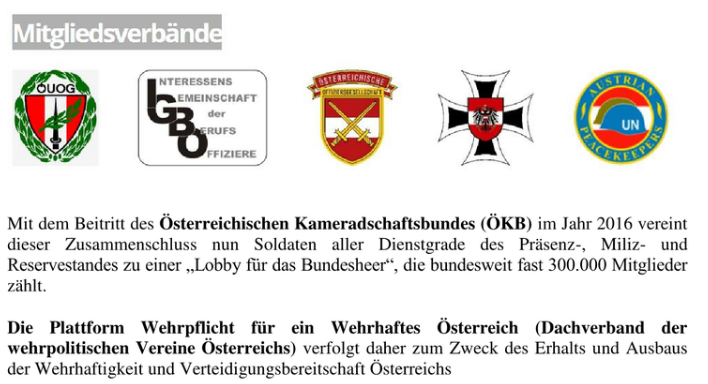 Mitgliedsverbände
ÖUOG
INTERESSENS
GEMEINSCHAFT
der
BERUFS
OFFIZIERE
ÖSTERREICHISCHE
OFFIZIERSGESELLSCHAFT
AUSTRIAN
UN
PEACEKEEPERS
Mit dem Beitritt des Österreichischen Kameradschaftsbundes (ÖKB) im Jahr 2016 vereint
dieser Zusammenschluss nun Soldaten aller Dienstgrade des Präsenz-, Miliz- und
Reservestandes zu einer „Lobby für das Bundesheer“, die bundesweit fast 300.000 Mitglieder
zählt.
Die Plattform Wehrpflicht für ein Wehrhaftes Österreich (Dachverband der
wehrpolitischen Vereine Österreichs) verfolgt daher zum Zweck des Erhalts und Ausbaus
der Wehrhaftigkeit und Verteidigungsbereitschaft Österreichs